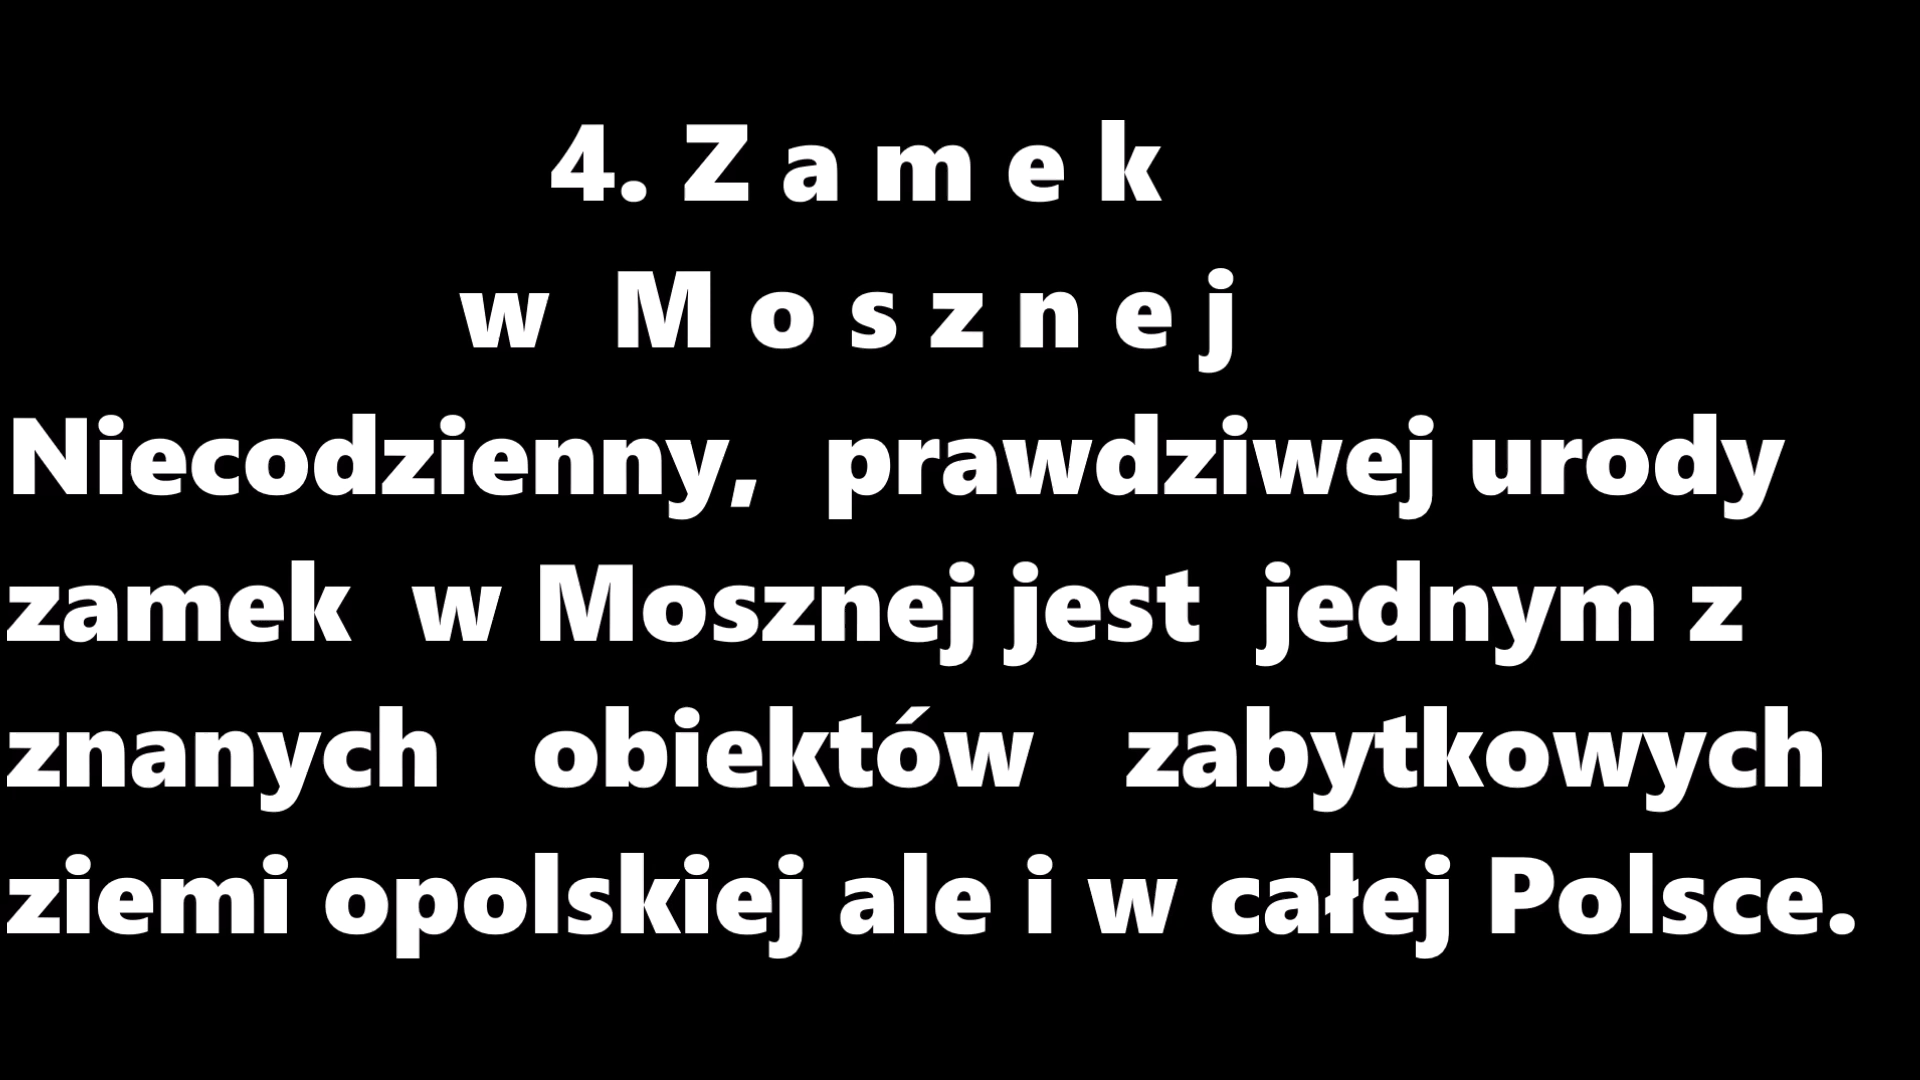 4. Z a m e k
w M o s z n e j
Niecodzienny, prawdziwej urody
zamek w Mosznej jest jednym z
znanych obiektów zabytkowych
ziemi opolskiej ale i w całej Polsce.